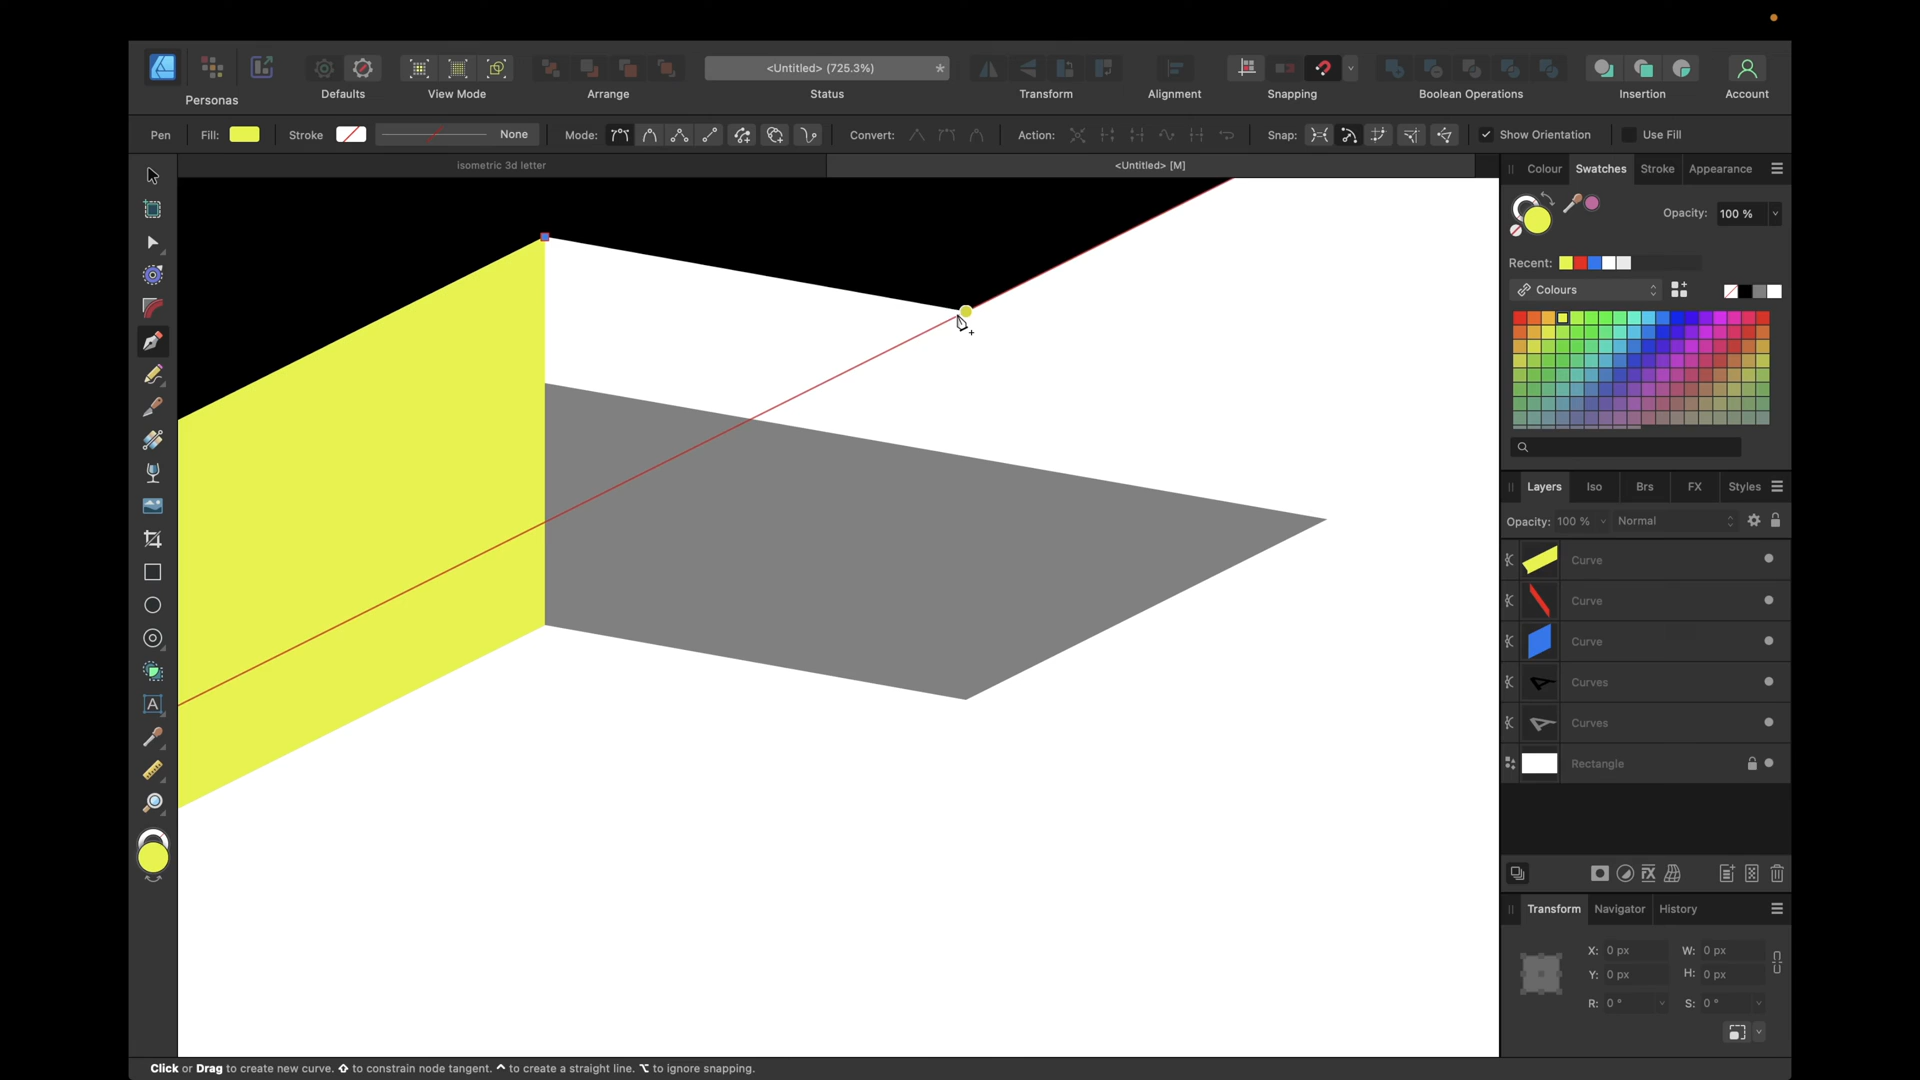 <Untitled> (725.3%)
*
Personas
Defaults
View Mode
Arrange
Status
Transform
Alignment
Snapping
Boolean Operations
Insertion
Account
Pen
Fill:
Stroke
None
Mode:
Convert:
Action:
Snap:
Show Orientation
Use Fill
isometric 3d letter
<Untitled> [M]
Colour
Swatches
Stroke
Appearance
Opacity:
100 %
Recent:
Colours
Layers
Iso
Brs
FX
Styles
Opacity:
100 %
Normal
Curve
Curve
Curve
Curves
Curves
Rectangle
Transform
Navigator
History
X:
0 px
W:
0 px
Y:
0 px
H:
0 px
R:
0 °
S:
0 °
Click or Drag to create new curve. ⇧ to constrain node tangent. ^ to create a straight line. ⌥ to ignore snapping.